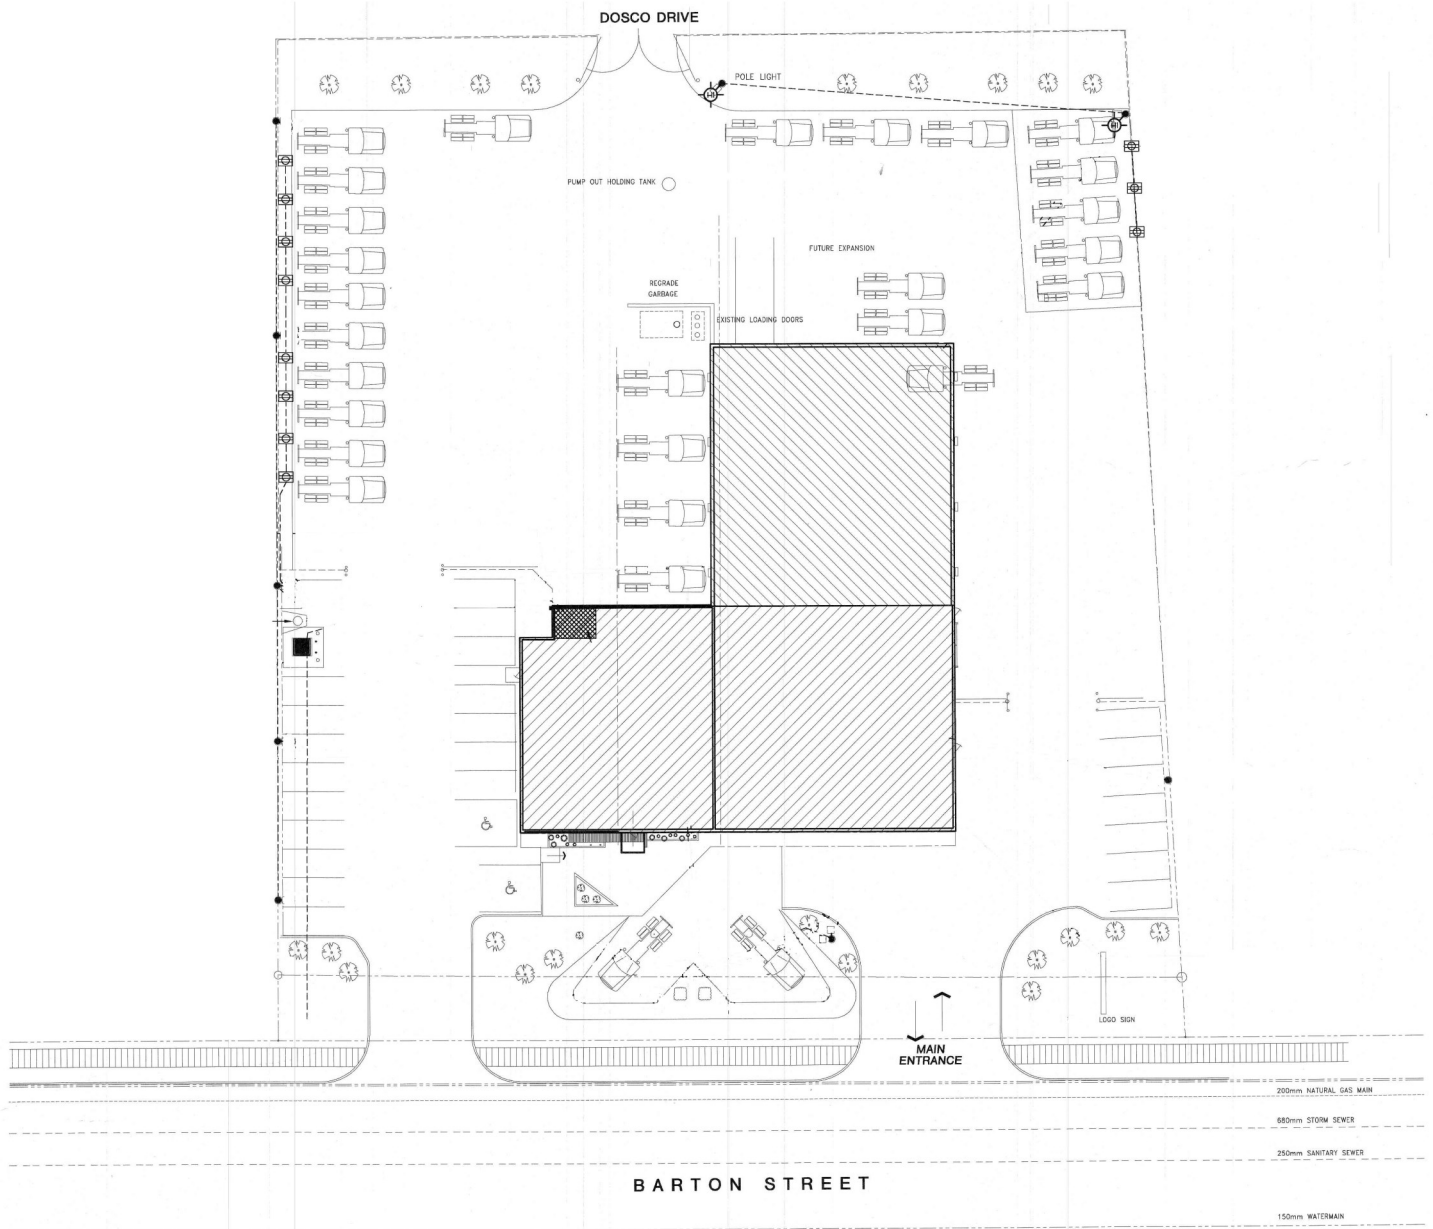 DOSCO DRIVE
POLE LIGHT
PUMP OUT HOLDING TANK
FUTURE EXPANSION
REGRADE
GARBAGE
EXISTING LOADING DOORS
LOGO SIGN
MAIN
ENTRANCE
200mm NATURAL GAS MAIN
680mm STORM SEWER
250mm SANITARY SEWER
BARTON STREET
150mm WATERMAIN